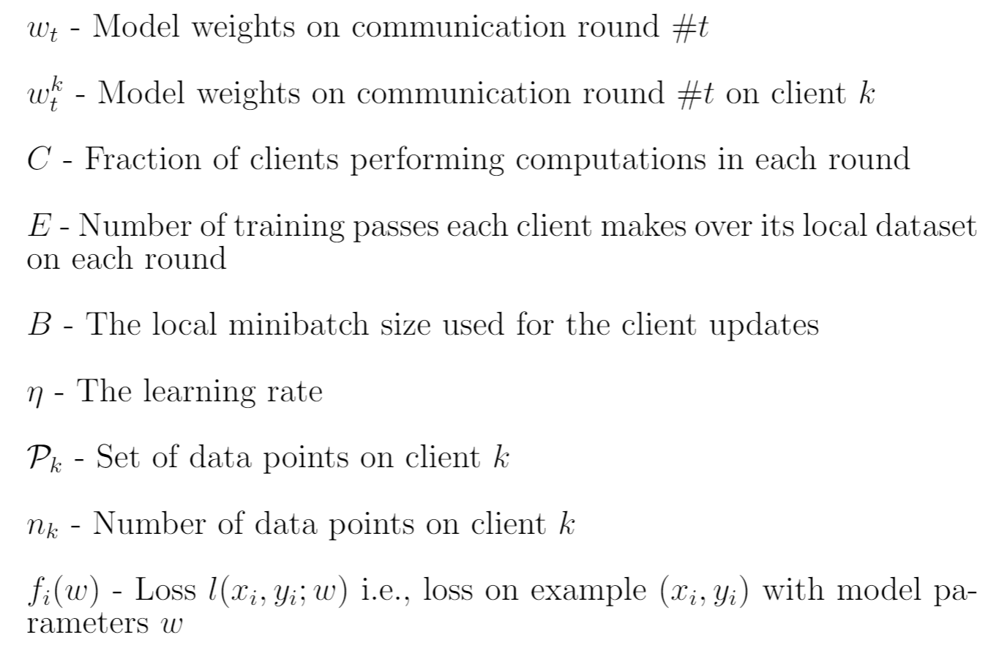 $w_t$ - Model weights on communication round #$t$
$w_t^k$ - Model weights on communication round #$t$ on client $k$
$C$ - Fraction of clients performing computations in each round
$E$ - Number of training passes each client makes over its local dataset
on each round
$B$ - The local minibatch size used for the client updates
$\eta$ - The learning rate
$\mathcal{P}_k$ - Set of data points on client $k$
$n_k$ - Number of data points on client $k$
$f_i(w)$ - Loss $l(x_i, y_i; w)$ i.e., loss on example $(x_i, y_i)$ with model pa-
rameters $w$